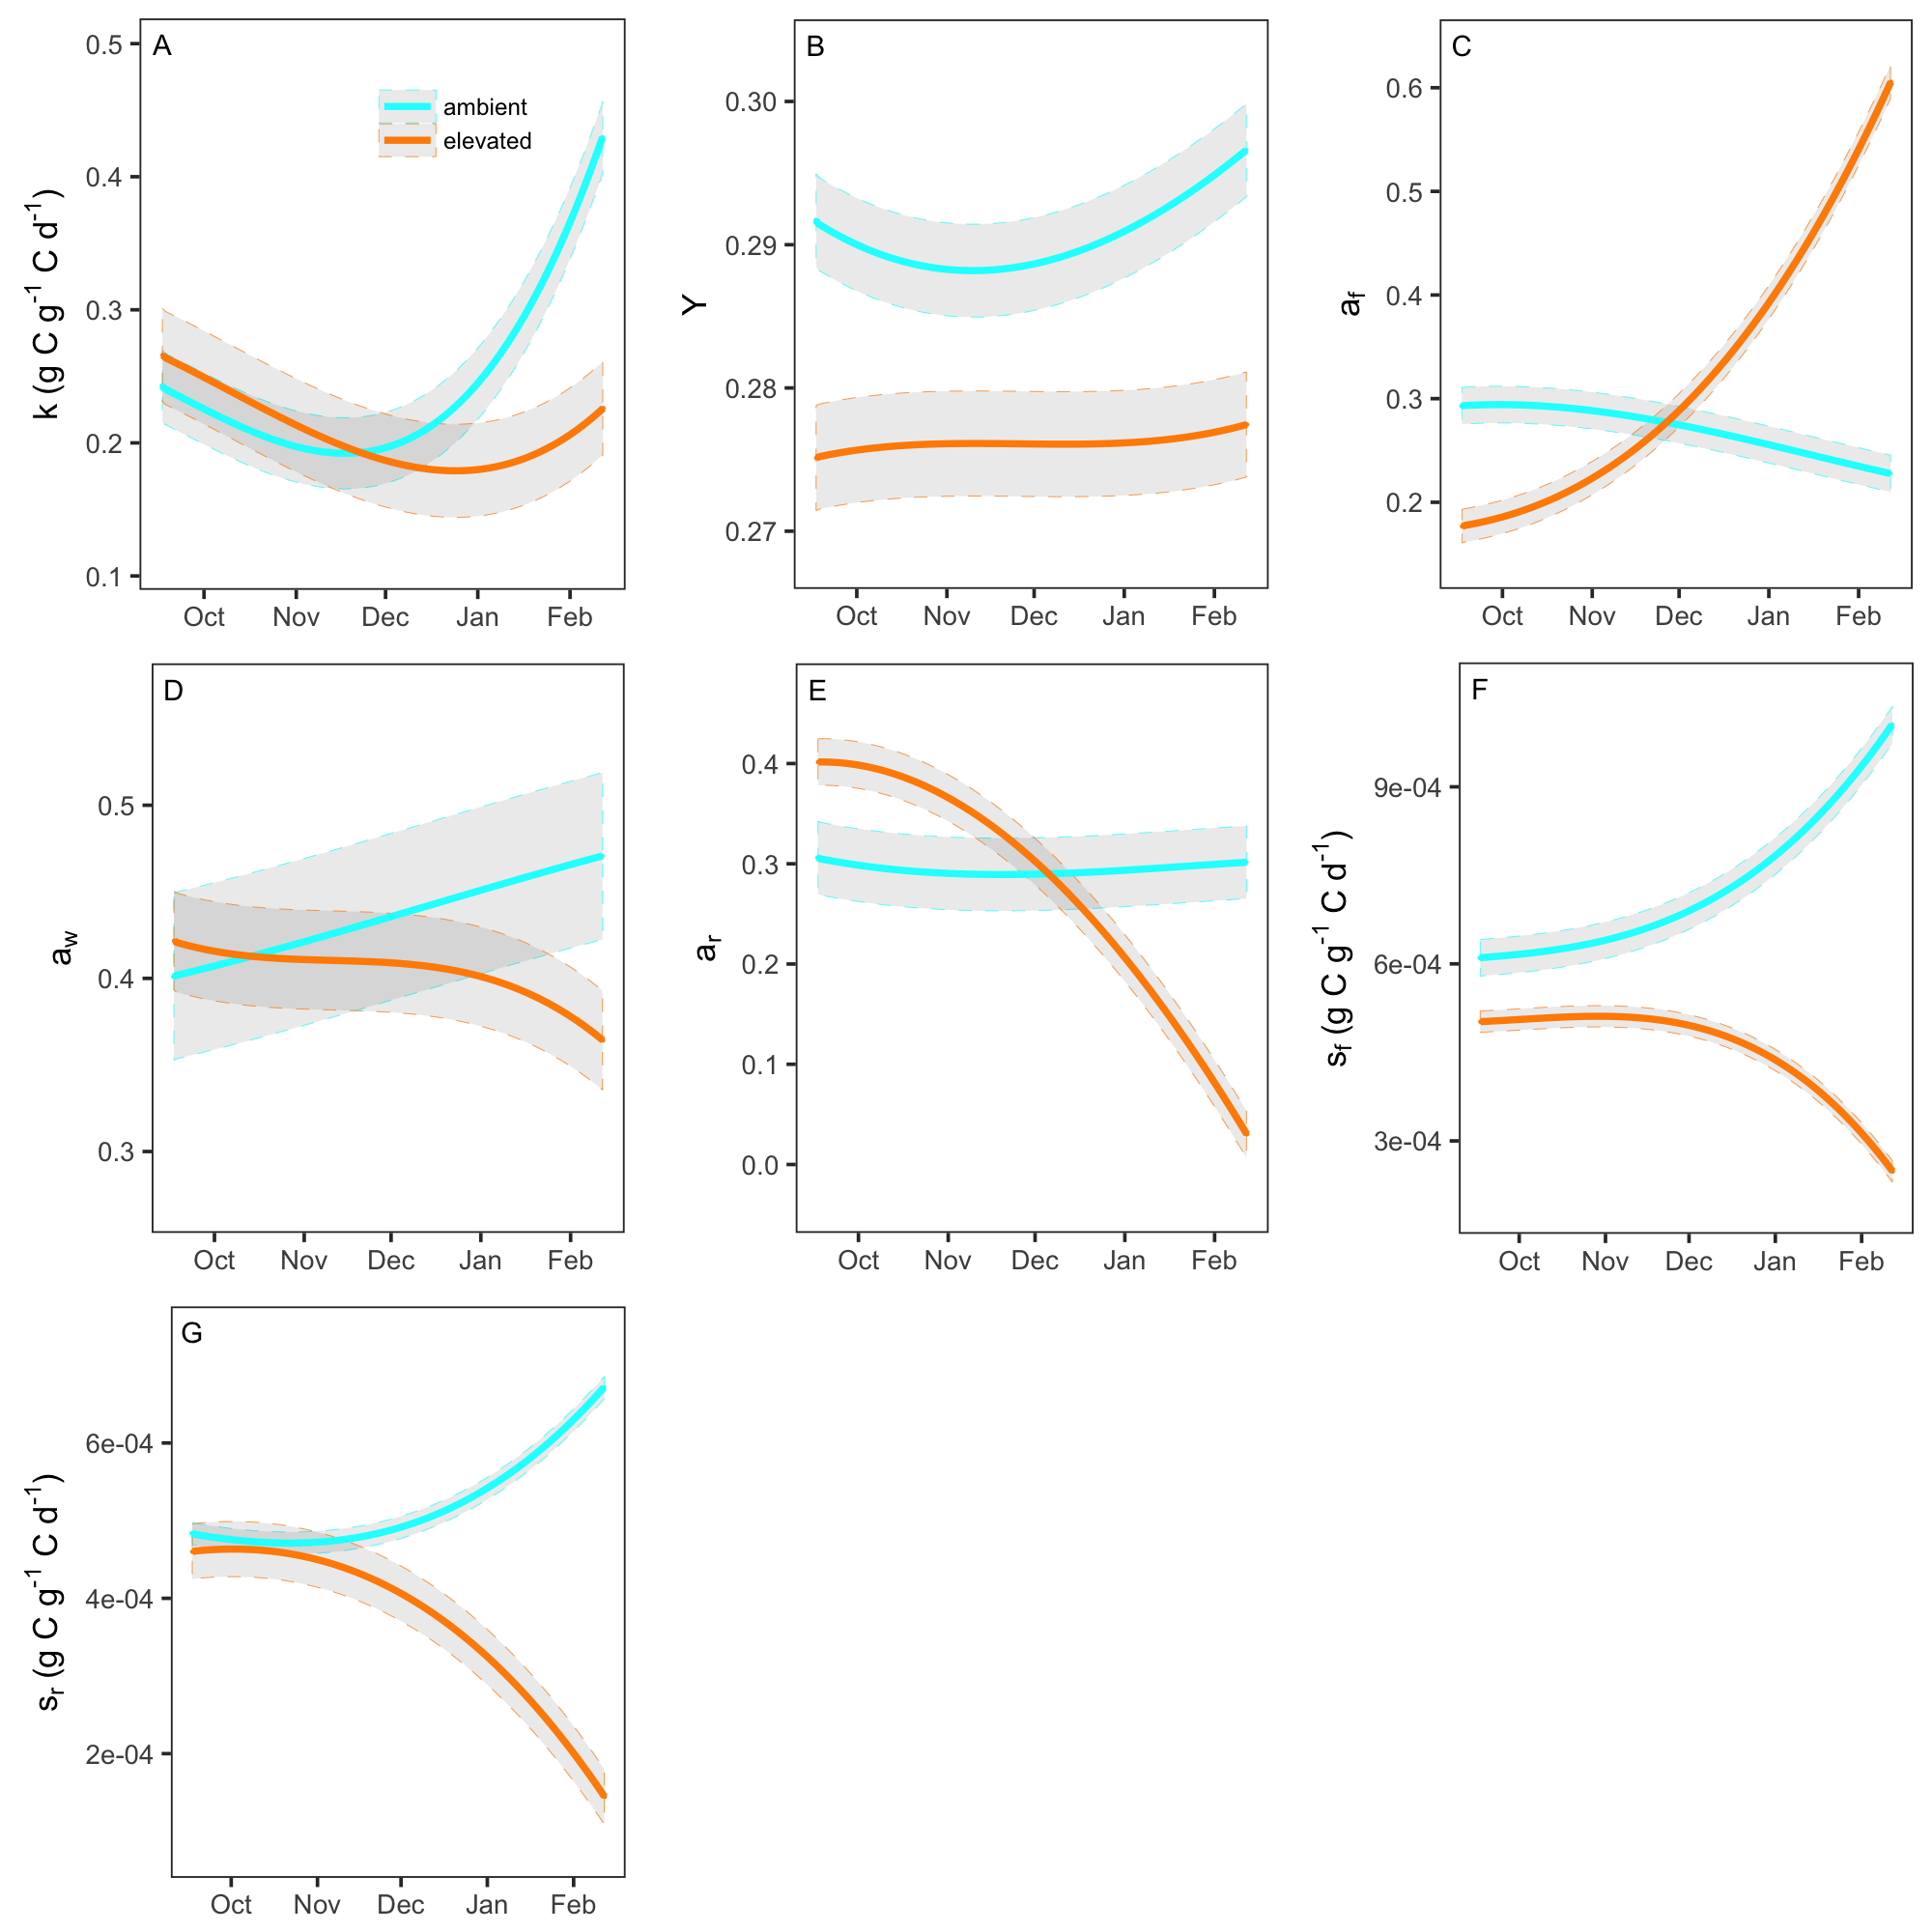 A
0.5
0.4
0.3
0.2
0.1
k (g C g⁻¹ C d⁻¹)
ambient
elevated
Oct Nov Dec Jan Feb
B
0.30
0.29
0.28
0.27
Y
Oct Nov Dec Jan Feb
C
0.6
0.5
0.4
0.3
0.2
a_f
Oct Nov Dec Jan Feb
D
0.5
0.4
0.3
a_w
Oct Nov Dec Jan Feb
E
0.4
0.3
0.2
0.1
0.0
a_r
Oct Nov Dec Jan Feb
F
9e-04
6e-04
3e-04
s_f (g C g⁻¹ C d⁻¹)
Oct Nov Dec Jan Feb
G
6e-04
4e-04
2e-04
s_r (g C g⁻¹ C d⁻¹)
Oct Nov Dec Jan Feb